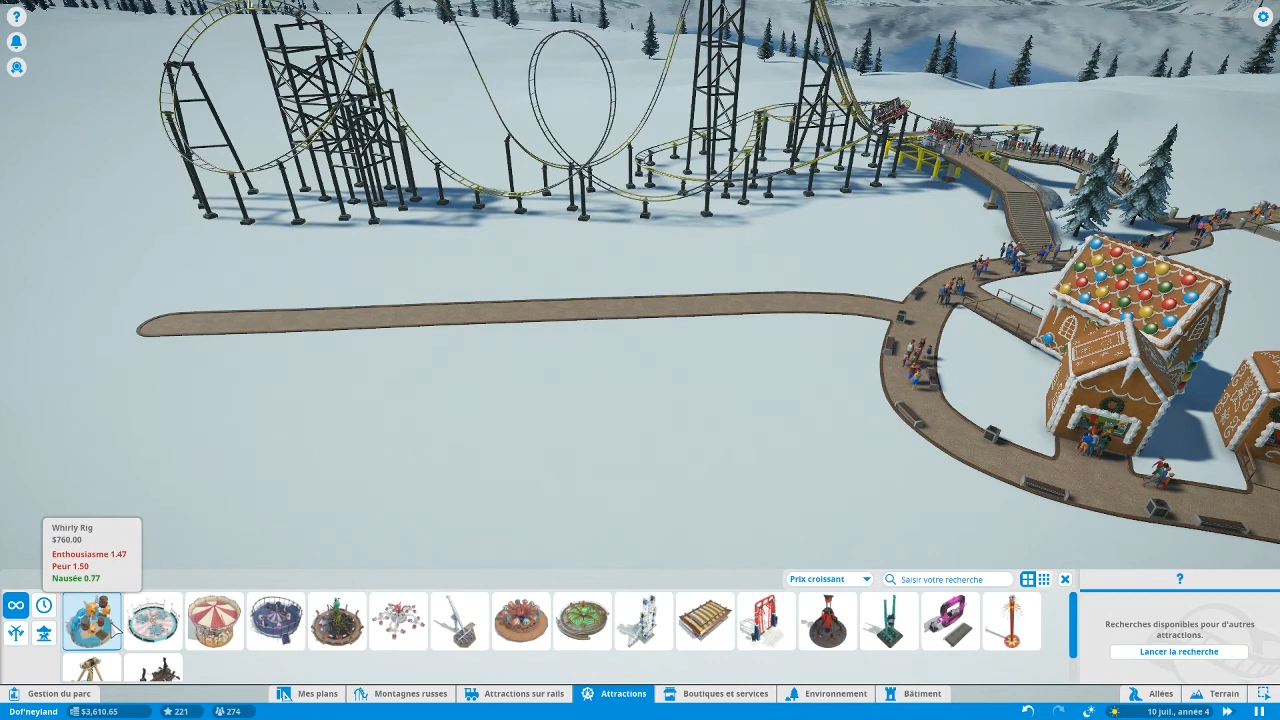 Whirly Rig
$760.00
Enthousiasme 1.47
Peur 1.50
Nausée 0.77
Prix croissant
Saisir votre recherche
?
Recherches disponibles pour d'autres
attractions.
Lancer la recherche
Gestion du parc
Mes plans
Montagnes russes
Attractions sur rails
Attractions
Boutiques et services
Environnement
Bâtiment
Allées
Terrain
Dof'neyland
$3,610.65
221
274
10 juil., année 4